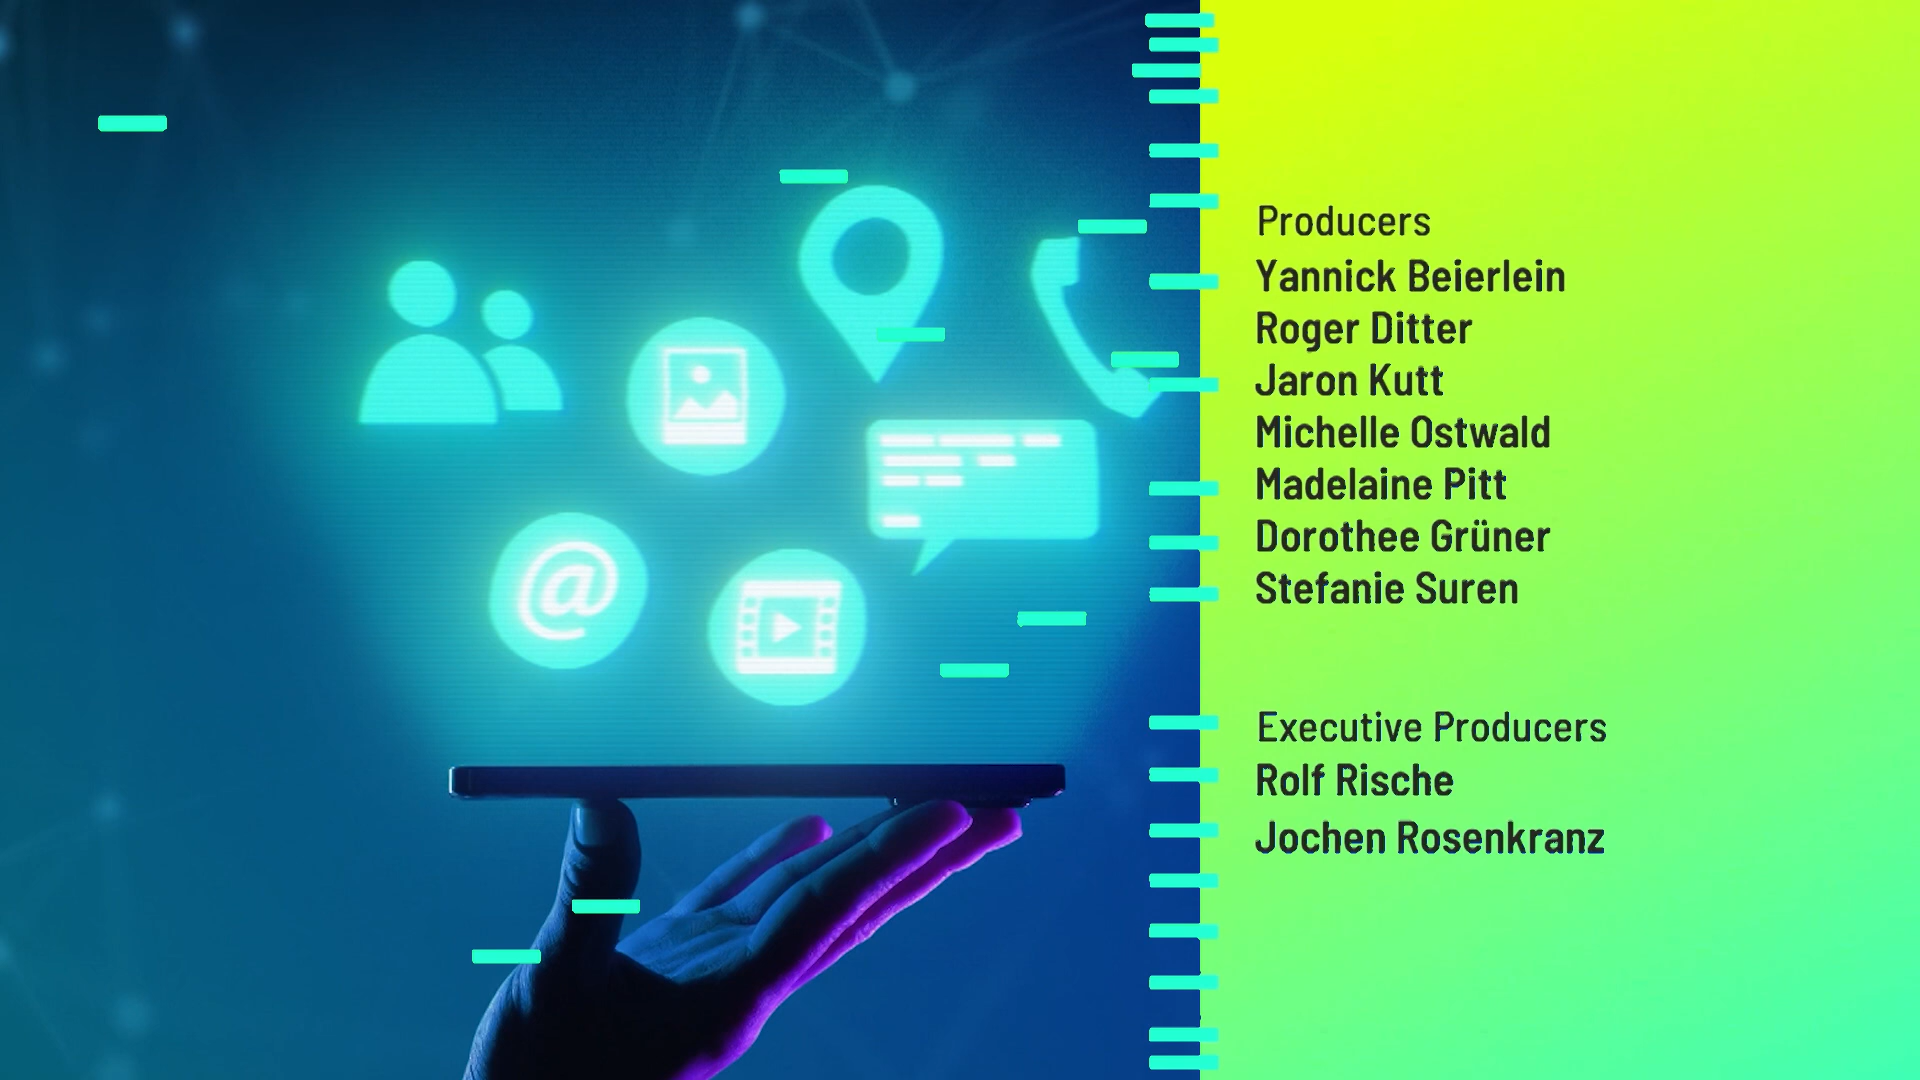 Producers
Yannick Beierlein
Roger Ditter
Jaron Kutt
Michelle Ostwald
Madelaine Pitt
Dorothee Grüner
Stefanie Suren
Executive Producers
Rolf Rische
Jochen Rosenkranz
@